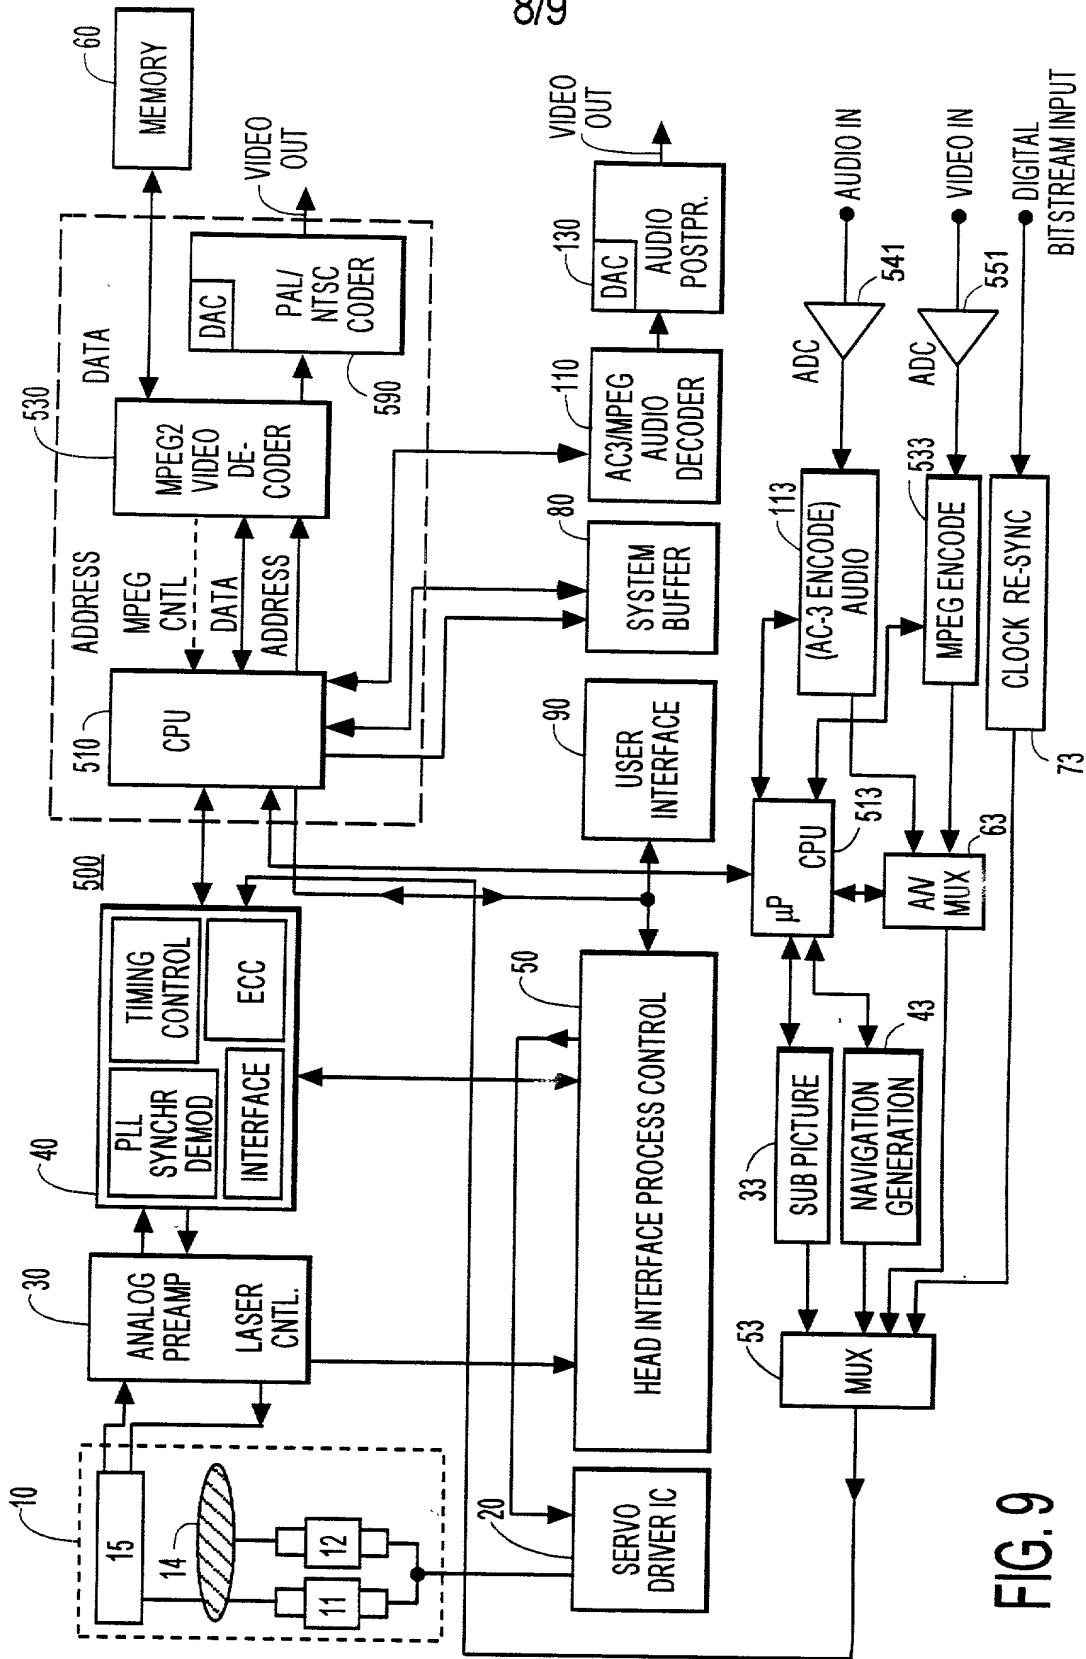 8/9
10
15
14
12
11
30
ANALOG
PREAMP
LASER
CNTL.
40
PLL
SYNCHR
DEMOD
TIMING
CONTROL
INTERFACE
ECC
500
510
CPU
ADDRESS
MPEG
CNTL
DATA
ADDRESS
530
MPEG2
VIDEO
DE-
CODER
DATA
DAC
PAL/
NTSC
CODER
590
VIDEO
OUT
60
MEMORY
20
SERVO
DRIVER IC
50
HEAD INTERFACE PROCESS CONTROL
90
USER
INTERFACE
80
SYSTEM
BUFFER
110
AC3/MPEG
AUDIO
DECODER
130
DAC
AUDIO
POSTPR.
VIDEO
OUT
53
MUX
33
SUB PICTURE
43
NAVIGATION
GENERATION
µP
CPU
513
A/V
MUX
63
113
(AC-3 ENCODE)
AUDIO
533
MPEG ENCODE
CLOCK RE-SYNC
73
ADC
541
AUDIO IN
ADC
551
VIDEO IN
DIGITAL
BITSTREAM INPUT
FIG. 9